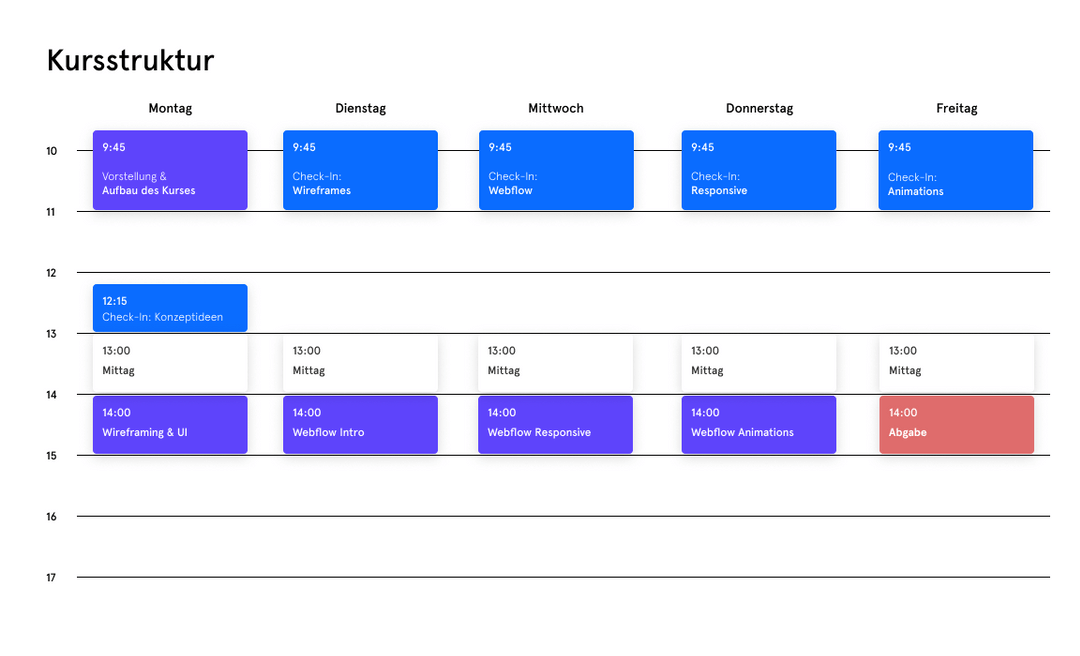 Kursstruktur
Montag
Dienstag
Mittwoch
Donnerstag
Freitag
10
9:45
Vorstellung &
Aufbau des Kurses
9:45
Check-In:
Wireframes
9:45
Check-In:
Webflow
9:45
Check-In:
Responsive
9:45
Check-In:
Animations
11
12
12:15
Check-In: Konzeptideen
13
13:00
Mittag
13:00
Mittag
13:00
Mittag
13:00
Mittag
13:00
Mittag
14
14:00
Wireframing & UI
14:00
Webflow Intro
14:00
Webflow Responsive
14:00
Webflow Animations
14:00
Abgabe
15
16
17